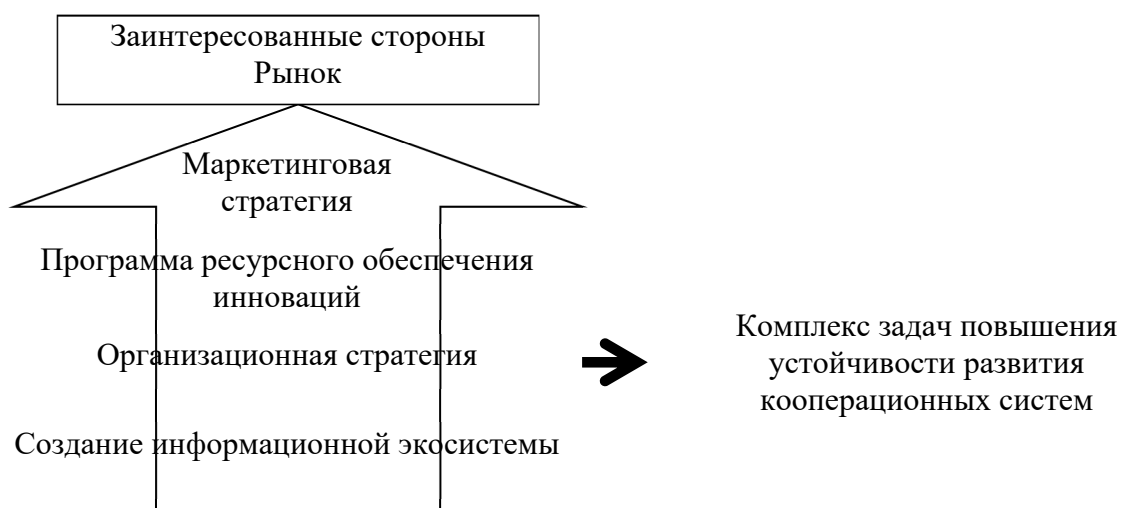 Заинтересованные стороны
Рынок
Маркетинговая
стратегия
Программа ресурсного обеспечения
инноваций
Организационная стратегия
Создание информационной экосистемы
Комплекс задач повышения
устойчивости развития
кооперационных систем